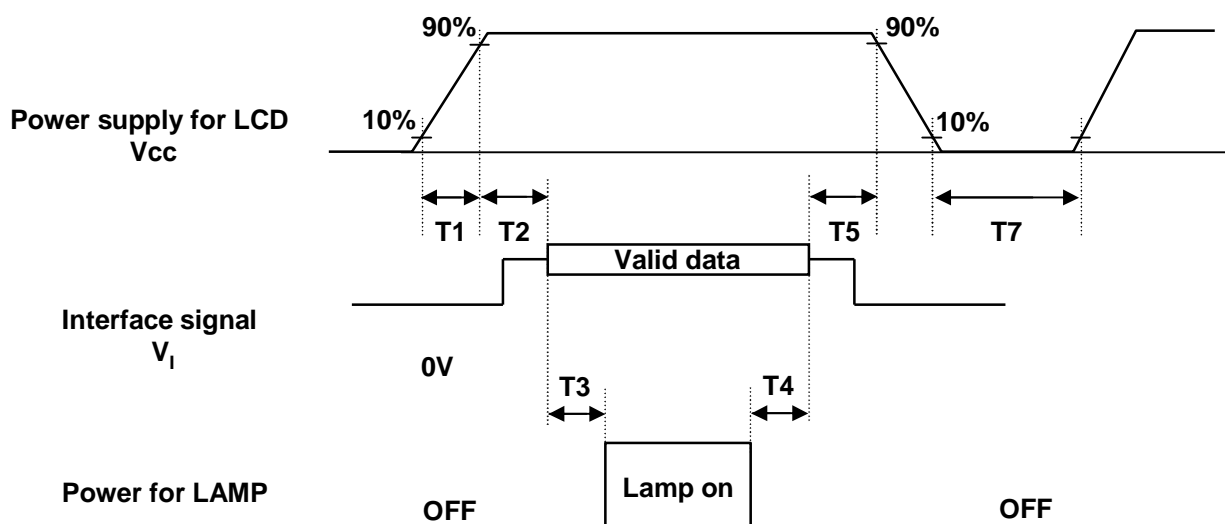 90%
90%
Power supply for LCD
Vcc
10%
10%
T1
T2
T5
T7
Valid data
Interface signal
V_I
0V
T3
T4
Power for LAMP
OFF
Lamp on
OFF